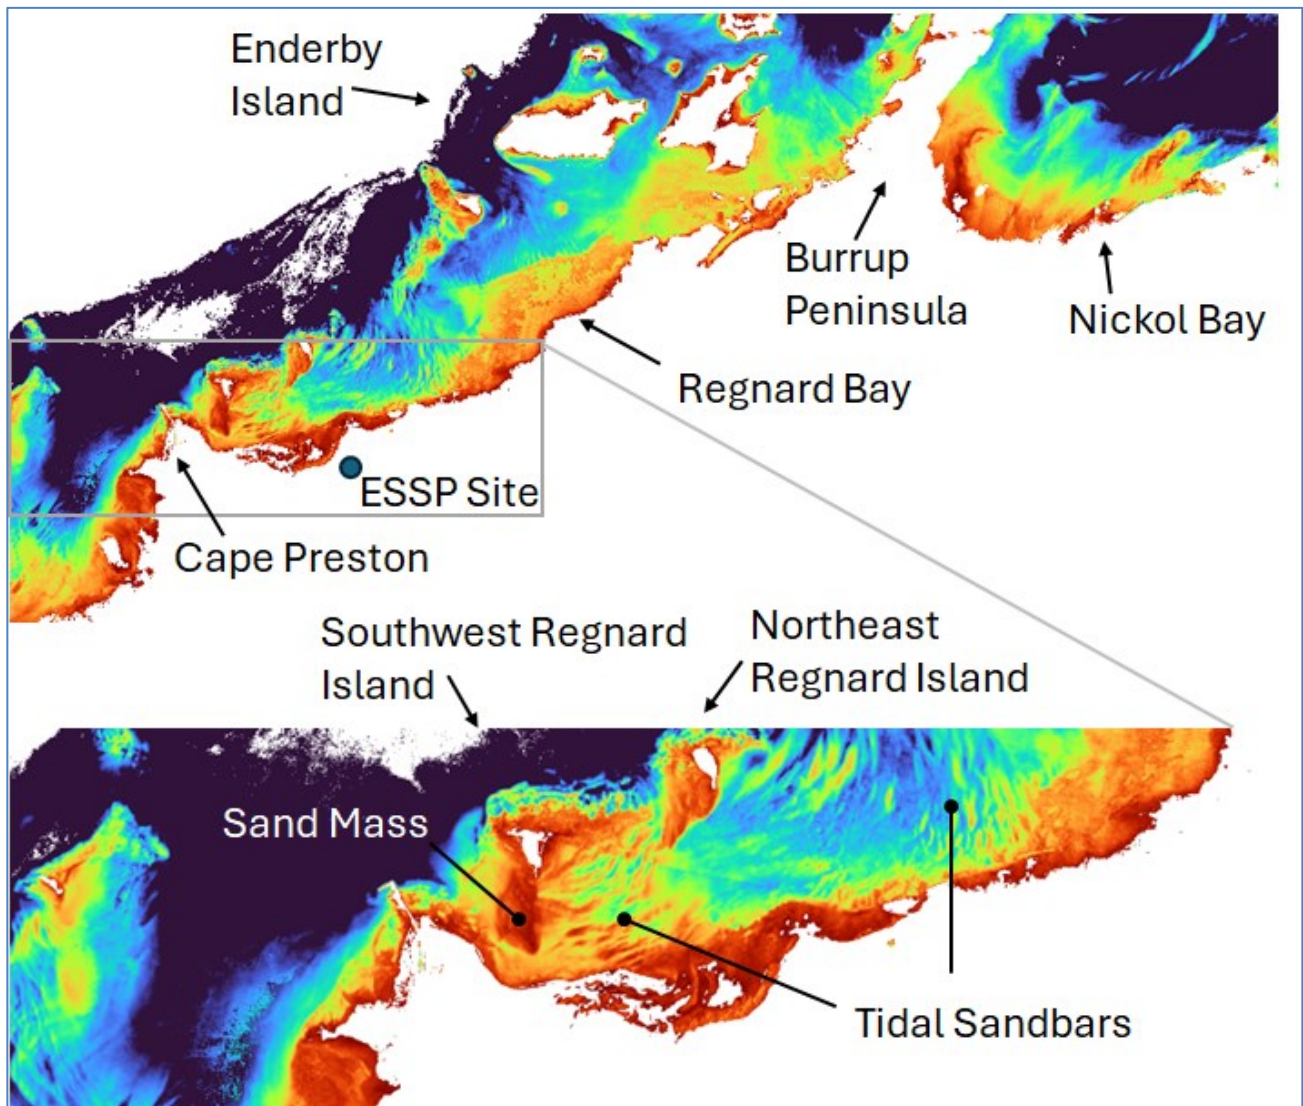 Enderby
Island
Burrup
Peninsula
Nickol Bay
Regnard Bay
ESSP Site
Cape Preston
Southwest Regnard
Island
Northeast
Regnard Island
Sand Mass
Tidal Sandbars